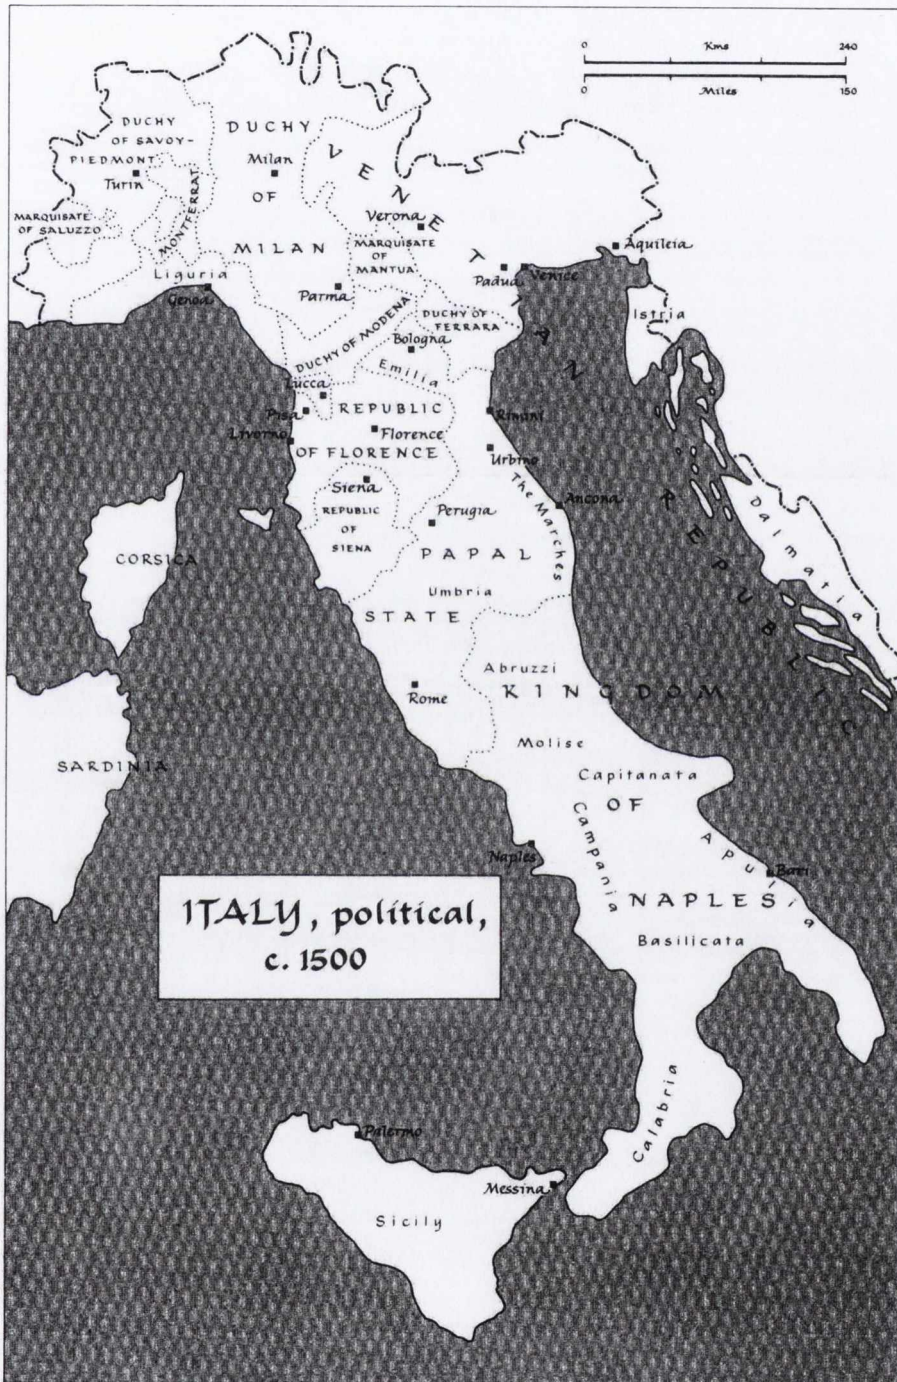 0 Kms 240
0 Miles 150
DUCHY
OF SAVOY-
PIEDMONT
Turin
MARQUISATE
OF SALUZZO
MONTFERRAT
DUCHY
Milan
OF
MILAN
Liguria
Genoa
Parma
VENETIAN REPUBLIC
Verona
MARQUISATE
OF
MANTUA
Padua
Venice
Aquileia
Istria
DUCHY OF
FERRARA
DUCHY OF MODENA
Bologna
Emilia
Lucca
Pisa
REPUBLIC
Livorno
Florence
OF FLORENCE
Rimini
Urbino
Siena
REPUBLIC
OF
SIENA
Perugia
The Marches
Ancona
Dalmatia
CORSICA
PAPAL
Umbria
STATE
Rome
Abruzzi
KINGDOM
Molise
SARDINIA
Capitanata
OF
Campania
Apulia
Naples
Bari
NAPLES
Basilicata
ITALY, political,
c. 1500
Calabria
Palermo
Messina
Sicily